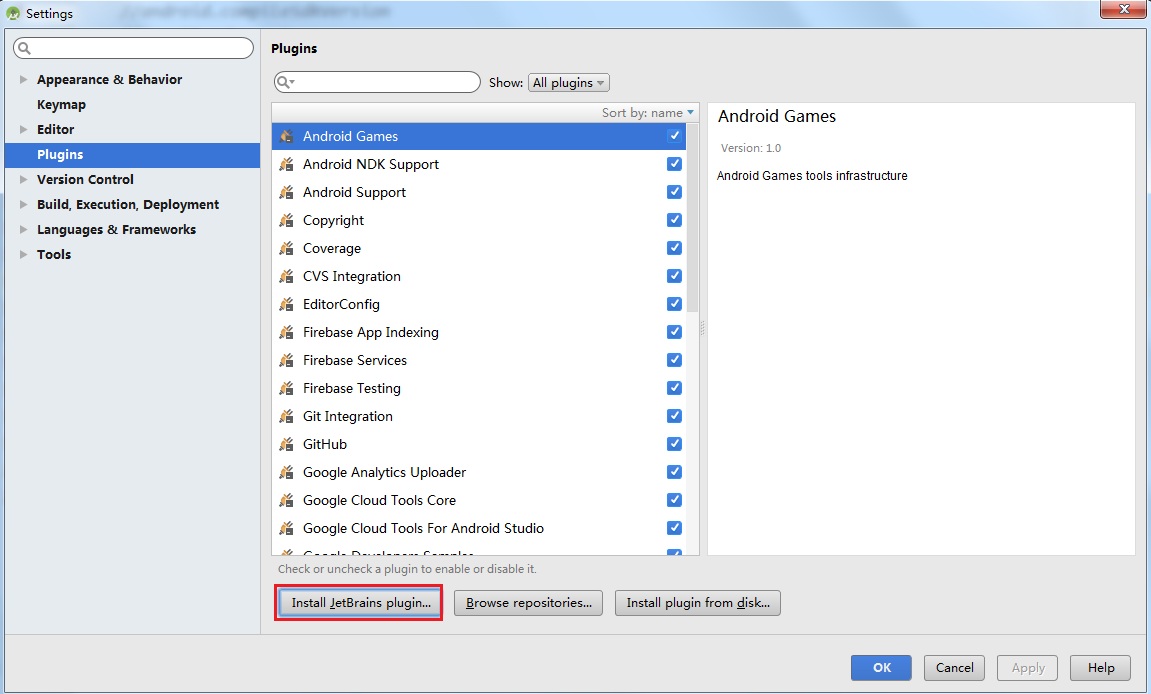 Settings
Plugins
Appearance & Behavior
Keymap
Editor
Plugins
Version Control
Build, Execution, Deployment
Languages & Frameworks
Tools
Show: All plugins
Sort by: name
Android Games
Android NDK Support
Android Support
Copyright
Coverage
CVS Integration
EditorConfig
Firebase App Indexing
Firebase Services
Firebase Testing
Git Integration
GitHub
Google Analytics Uploader
Google Cloud Tools Core
Google Cloud Tools For Android Studio
Google Developers Samples
Check or uncheck a plugin to enable or disable it.
Install JetBrains plugin...
Browse repositories...
Install plugin from disk...
Android Games
Version: 1.0
Android Games tools infrastructure
OK
Cancel
Apply
Help